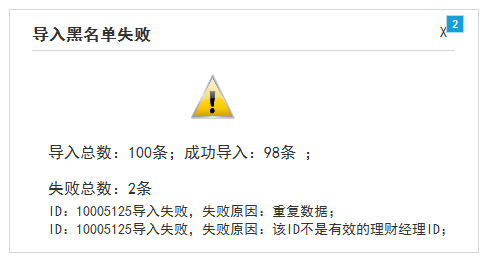 导入黑名单失败
X
2
导入总数：100条；成功导入：98条 ；
失败总数：2条
ID：10005125导入失败，失败原因：重复数据；
ID：10005125导入失败，失败原因：该ID不是有效的理财经理ID；